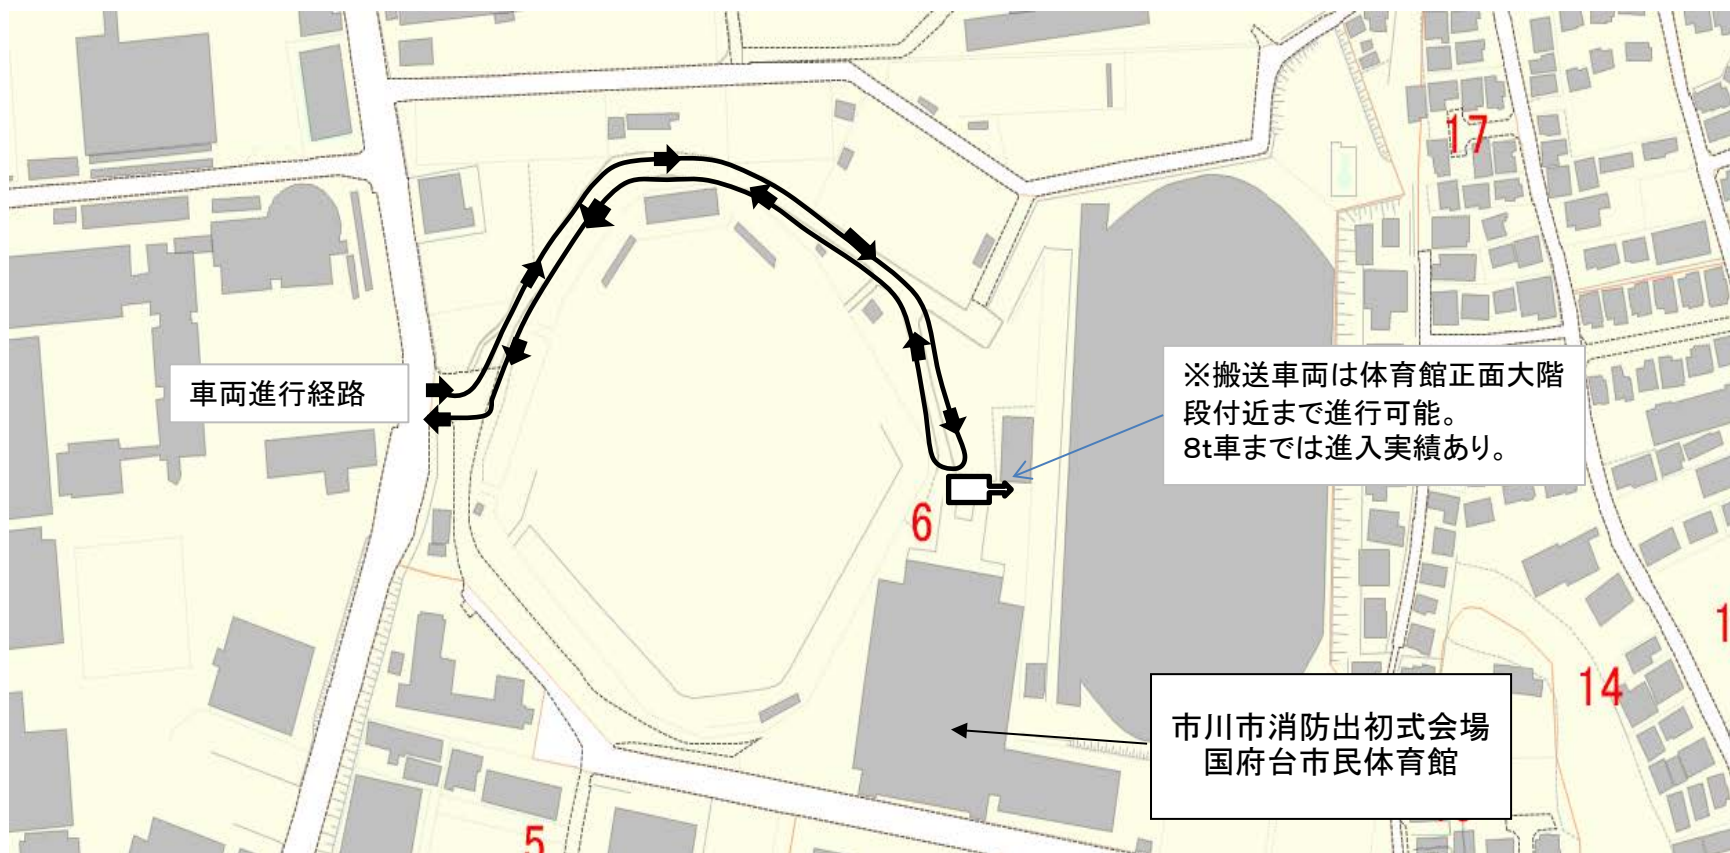 17
車両進行経路
※搬送車両は体育館正面大階
段付近まで進行可能。
8t車までは進入実績あり。
6
14
市川市消防出初式会場
国府台市民体育館
5